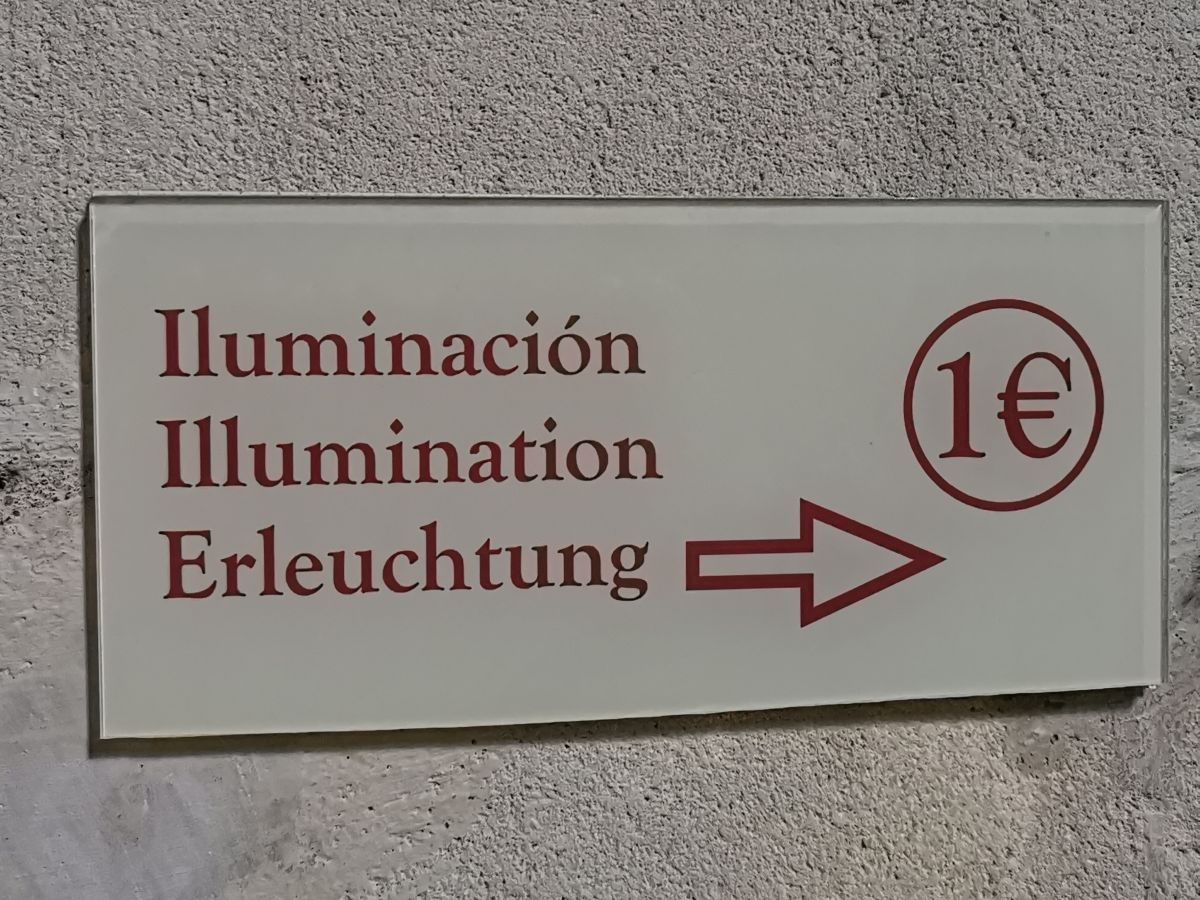 Iluminación
Illumination
Erleuchtung
1€